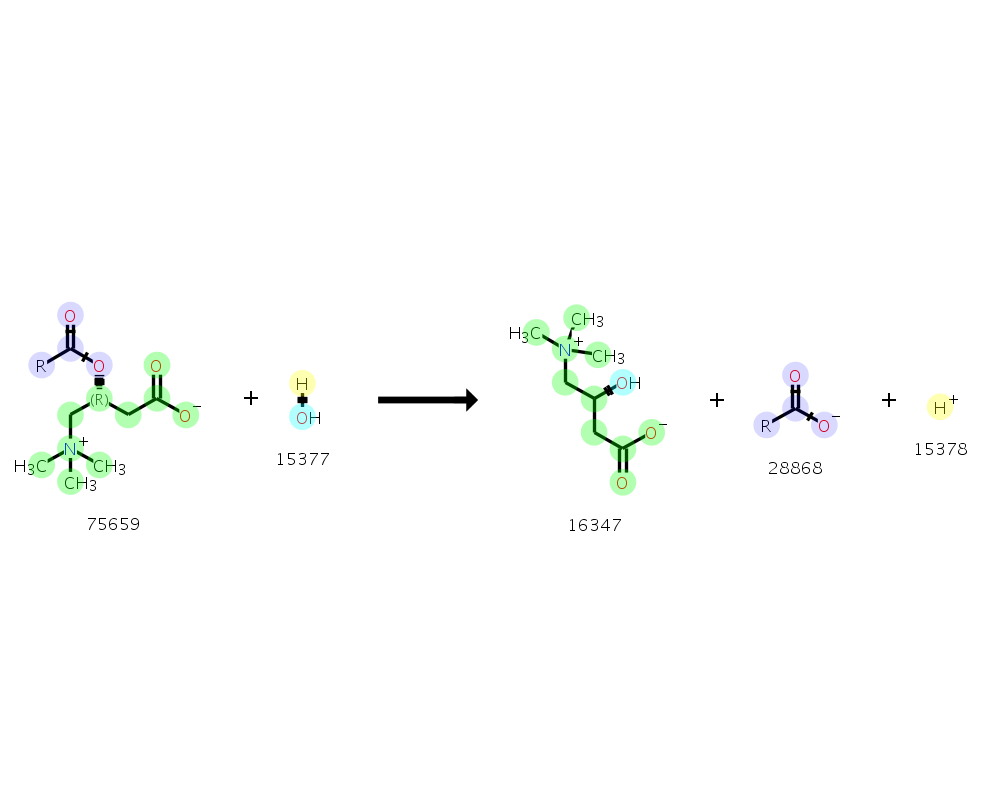 O
R
O
(R)
O
O−
N+
H3C
CH3
CH3
75659
+
H
OH
15377
H3C
CH3
N+
CH3
OH
O−
O
16347
+
O
R
O−
28868
+
H+
15378